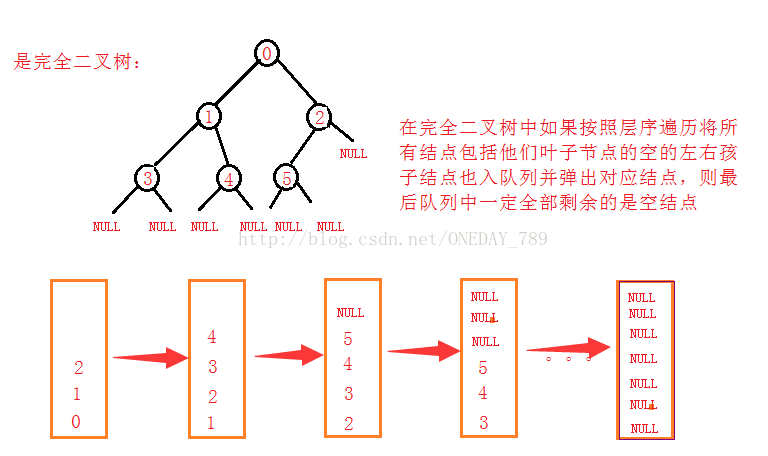 0
是完全二叉树:
1
2
在完全二叉树中如果按照层序遍历将所
有结点包括他们叶子节点的空的左右孩
子结点也入队列并弹出对应结点，则最
后队列中一定全部剩余的是空结点
NULL
3
4
5
NULL NULL NULL NULL NULL NULL
http://blog.csdn.net/ONEDAY_789
2
1
0
4
3
2
1
NULL
5
4
3
2
NULL
NULL
NULL
5
4
3
。。。
NULL
NULL
NULL
NULL
NULL
NULL
NULL